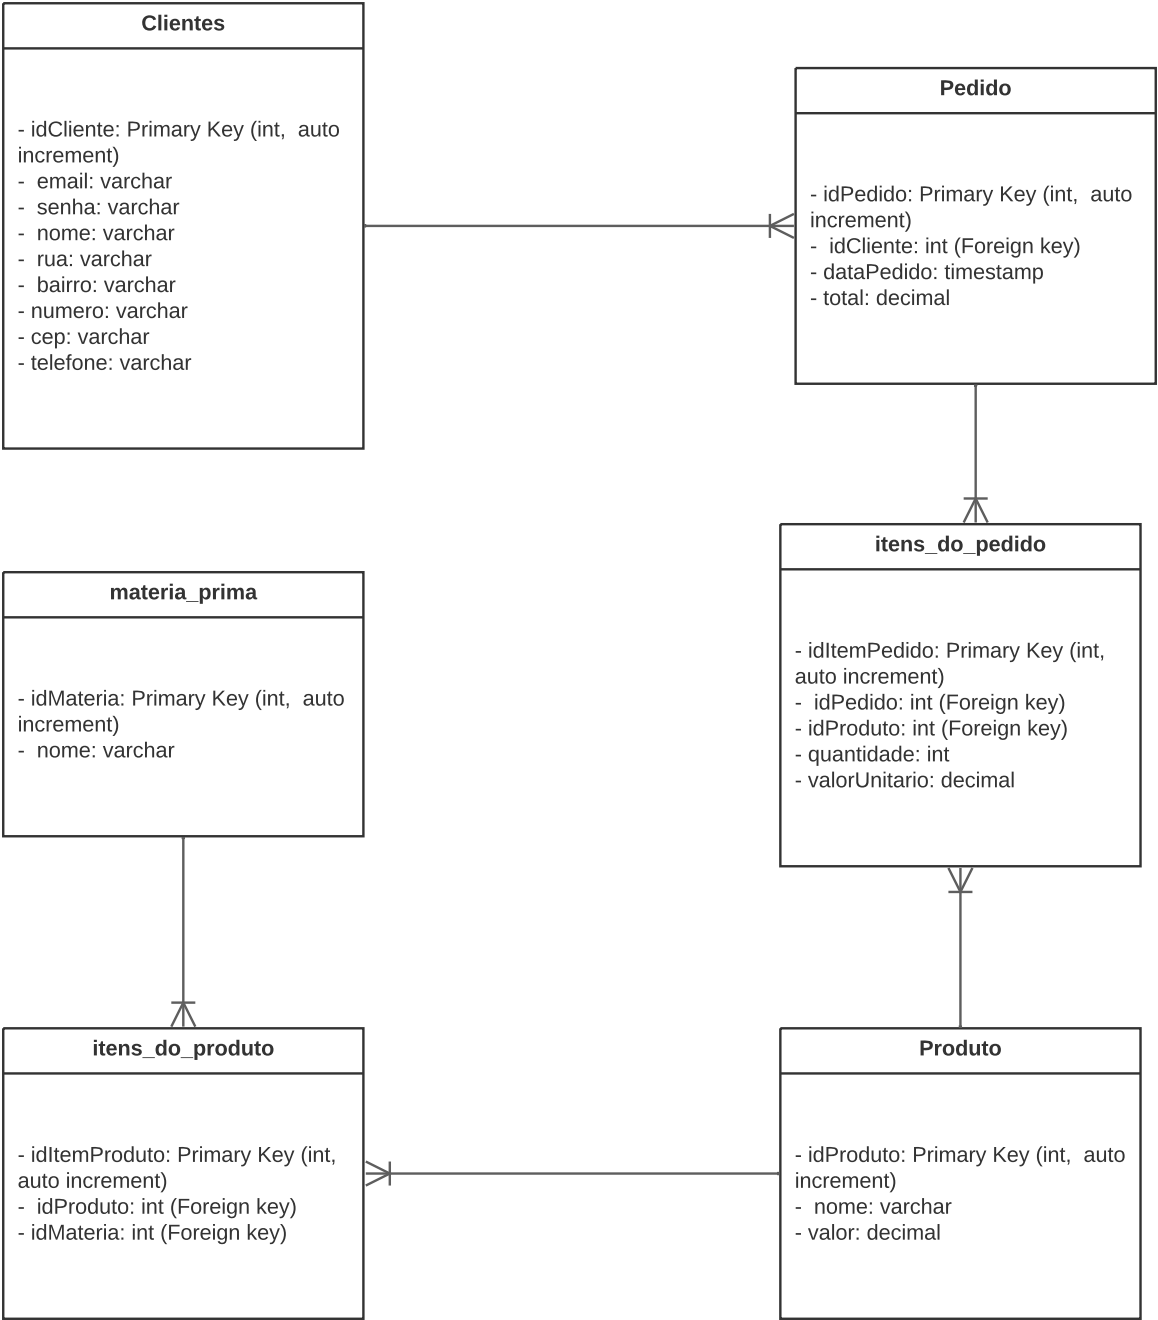 Clientes
- idCliente: Primary Key (int,  auto
increment)
-  email: varchar
-  senha: varchar
-  nome: varchar
-  rua: varchar
-  bairro: varchar
- numero: varchar
- cep: varchar
- telefone: varchar
Pedido
- idPedido: Primary Key (int,  auto
increment)
-  idCliente: int (Foreign key)
- dataPedido: timestamp
- total: decimal
materia_prima
- idMateria: Primary Key (int,  auto
increment)
-  nome: varchar
itens_do_pedido
- idItemPedido: Primary Key (int,
auto increment)
-  idPedido: int (Foreign key)
- idProduto: int (Foreign key)
- quantidade: int
- valorUnitario: decimal
itens_do_produto
- idItemProduto: Primary Key (int,
auto increment)
-  idProduto: int (Foreign key)
- idMateria: int (Foreign key)
Produto
- idProduto: Primary Key (int,  auto
increment)
-  nome: varchar
- valor: decimal